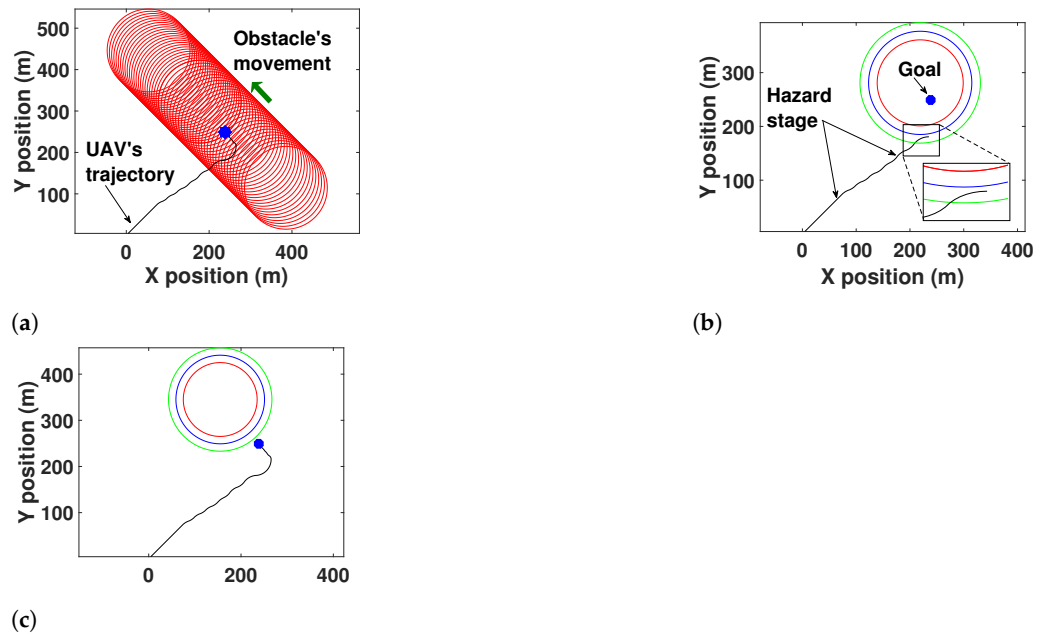 500
400
300
200
100
0
200
400
Y position (m)
X position (m)
Obstacle's
movement
UAV's
trajectory
(a)
300
200
100
0
100
200
300
400
Y position (m)
X position (m)
Goal
Hazard
stage
(b)
400
300
200
100
0
200
400
Y position (m)
(c)